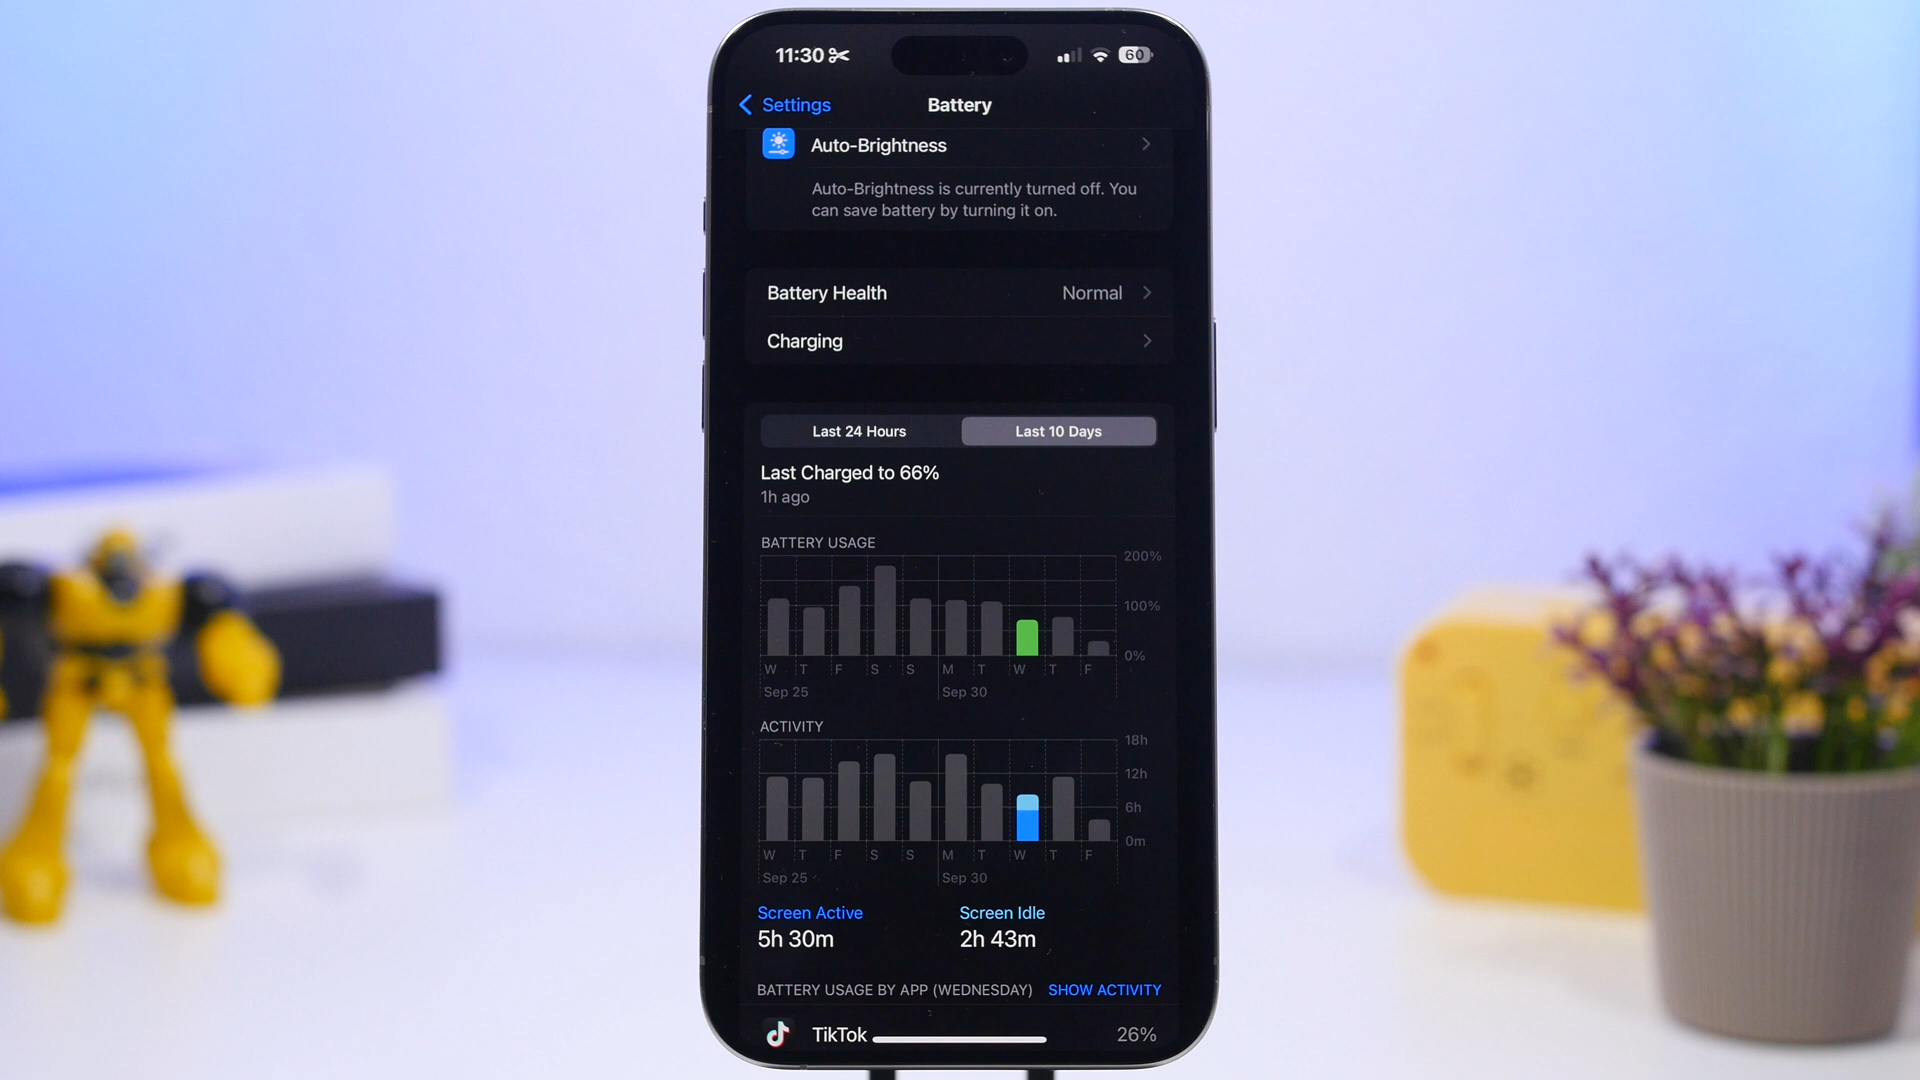 11:30
60
Settings
Battery
Auto-Brightness
Auto-Brightness is currently turned off. You
can save battery by turning it on.
Battery Health Normal
Charging
Last 24 Hours Last 10 Days
Last Charged to 66%
1h ago
BATTERY USAGE
200%
100%
0%
W T F S S M T W T F
Sep 25 Sep 30
ACTIVITY
18h
12h
6h
0m
W T F S S M T W T F
Sep 25 Sep 30
Screen Active Screen Idle
5h 30m 2h 43m
BATTERY USAGE BY APP (WEDNESDAY) SHOW ACTIVITY
TikTok 26%